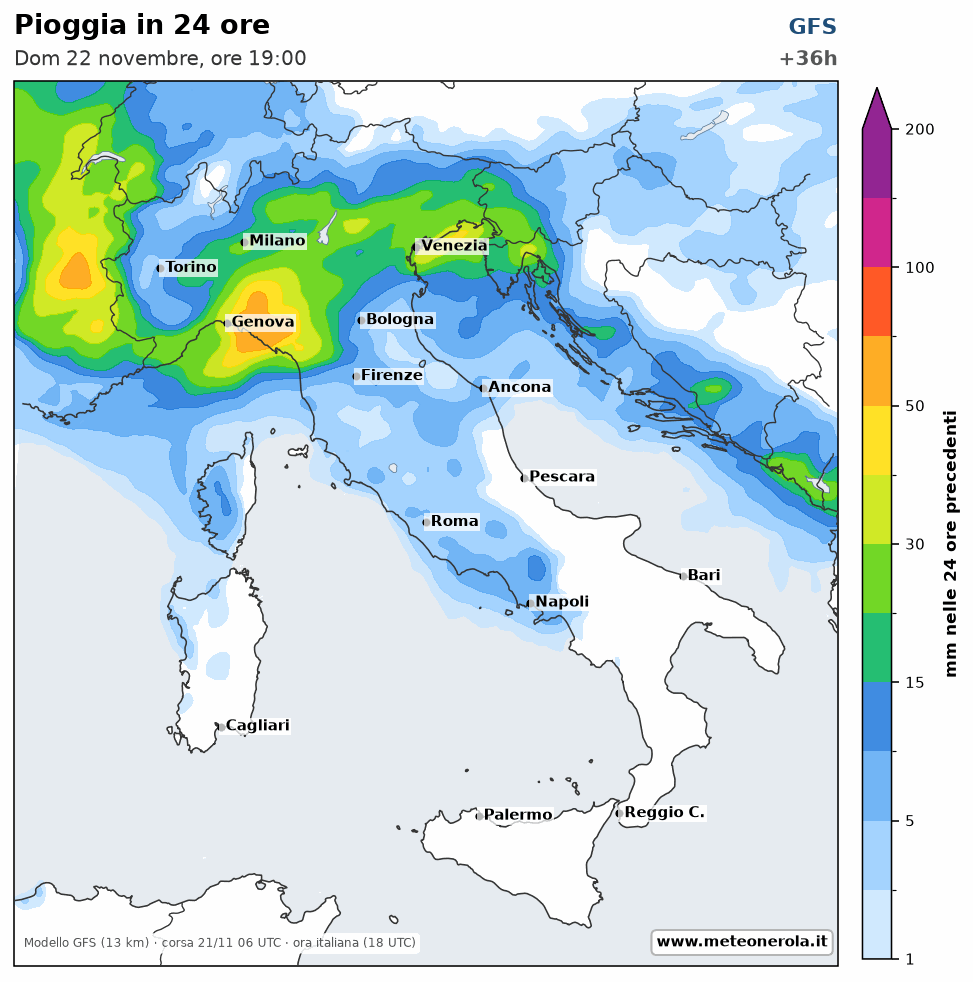 Pioggia in 24 ore
GFS
Dom 22 novembre, ore 19:00
+36h
200
100
50
30
15
5
1
mm nelle 24 ore precedenti
Milano
Venezia
Torino
Genova
Bologna
Firenze
Ancona
Pescara
Roma
Bari
Napoli
Cagliari
Palermo
Reggio C.
Modello GFS (13 km) · corsa 21/11 06 UTC · ora italiana (18 UTC)
www.meteonerola.it